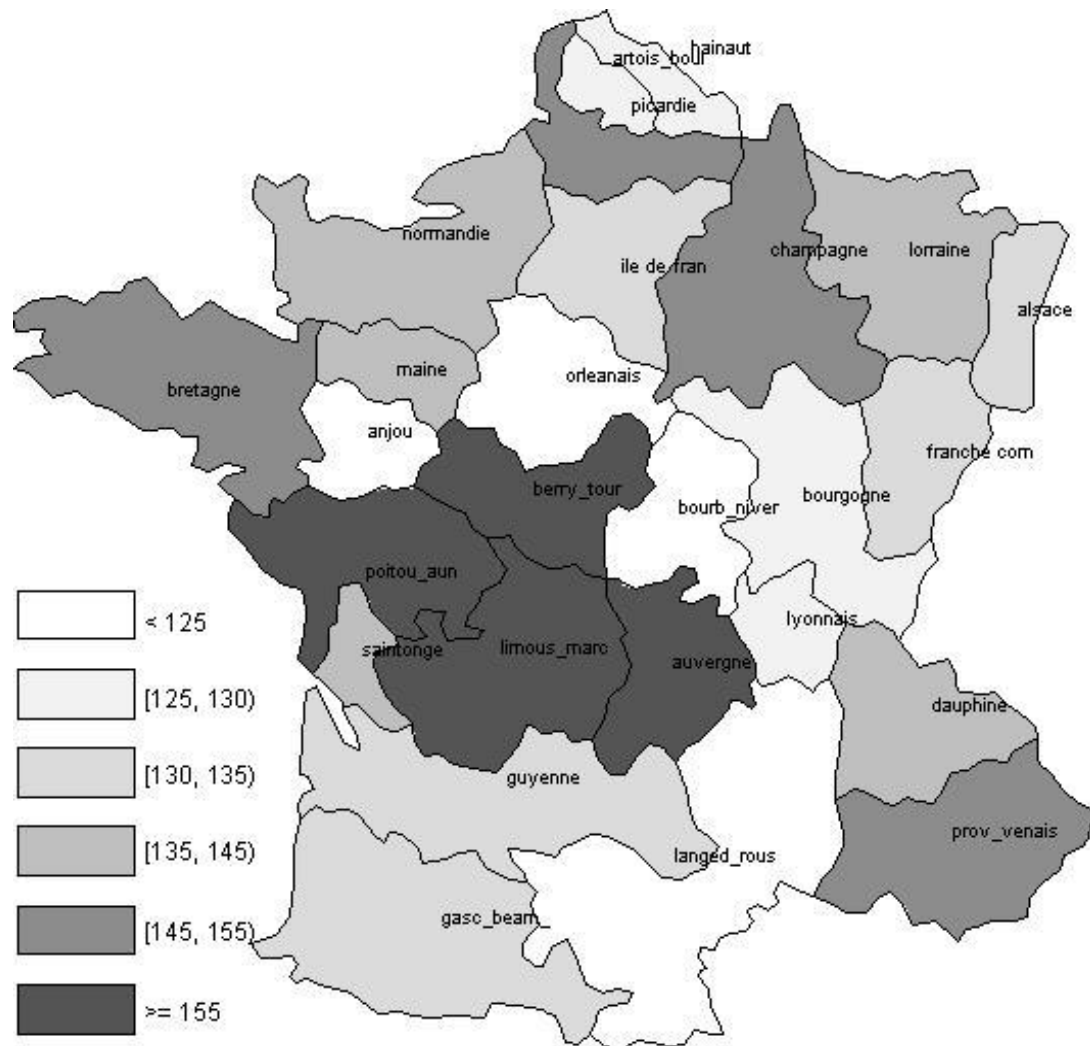 hainaut
artois_boul
picardie
normandie
champagne
lorraine
ile de fran
alsace
maine
orleanais
bretagne
anjou
franche com
berry_tour
bourgogne
bourb_niver
poitou_aun
lyonnais
saintonge
limous_marc
auvergne
dauphine
guyenne
prov_venais
langed_rous
gasc_bearn_
< 125
[125, 130)
[130, 135)
[135, 145)
[145, 155)
>= 155